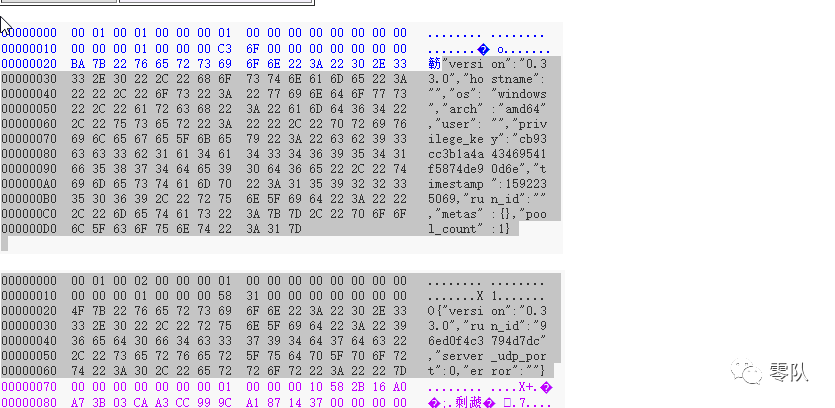 00000000 00 01 00 01 00 00 00 01 00 00 00 00 00 00 00 00 ........ ........
00000010 00 00 00 01 00 00 00 C3 6F 00 00 00 00 00 00 00 .......� o.......
00000020 BA 7B 22 76 65 72 73 69 6F 6E 22 3A 22 30 2E 33 簕"versi on":"0.3
00000030 33 2E 30 22 2C 22 68 6F 73 74 6E 61 6D 65 22 3A 3.0","ho stname":
00000040 22 22 2C 22 6F 73 22 3A 22 77 69 6E 64 6F 77 73 "","os": "windows
00000050 22 2C 22 61 72 63 68 22 3A 22 61 6D 64 36 34 22 ","arch" :"amd64"
00000060 2C 22 75 73 65 72 22 3A 22 22 2C 22 70 72 69 76 ,"user": "","priv
00000070 69 6C 65 67 65 5F 6B 65 79 22 3A 22 63 62 39 33 ilege_ke y":"cb93
00000080 63 63 33 62 31 61 34 61 34 33 34 36 39 35 34 31 cc3b1a4a 43469541
00000090 66 35 38 37 34 64 65 39 30 64 36 65 22 2C 22 74 f5874de9 0d6e","t
000000A0 69 6D 65 73 74 61 6D 70 22 3A 31 35 39 32 32 33 imestamp ":159223
000000B0 35 30 36 39 2C 22 72 75 6E 5F 69 64 22 3A 22 22 5069,"ru n_id":""
000000C0 2C 22 6D 65 74 61 73 22 3A 7B 7D 2C 22 70 6F 6F ,"metas" :{},"poo
000000D0 6C 5F 63 6F 75 6E 74 22 3A 31 7D l_count" :1}
00000000 00 01 00 02 00 00 00 01 00 00 00 00 00 00 00 00 ........ ........
00000010 00 00 00 01 00 00 00 58 31 00 00 00 00 00 00 00 .......X 1.......
00000020 4F 7B 22 76 65 72 73 69 6F 6E 22 3A 22 30 2E 33 O{"versi on":"0.3
00000030 33 2E 30 22 2C 22 72 75 6E 5F 69 64 22 3A 22 39 3.0","ru n_id":"9
00000040 36 65 64 30 66 34 63 33 37 39 34 64 37 64 63 22 6ed0f4c3 794d7dc"
00000050 2C 22 73 65 72 76 65 72 5F 75 64 70 5F 70 6F 72 ,"server _udp_por
00000060 74 22 3A 30 2C 22 65 72 72 6F 72 22 3A 22 22 7D t":0,"er ror":""}
00000070 00 00 00 00 00 00 00 01 00 00 00 10 58 2B 16 A0 ........ ....X+.�
00000080 A7 3B 03 CA A3 CC 99 9C A1 87 14 37 00 00 00 00
零队